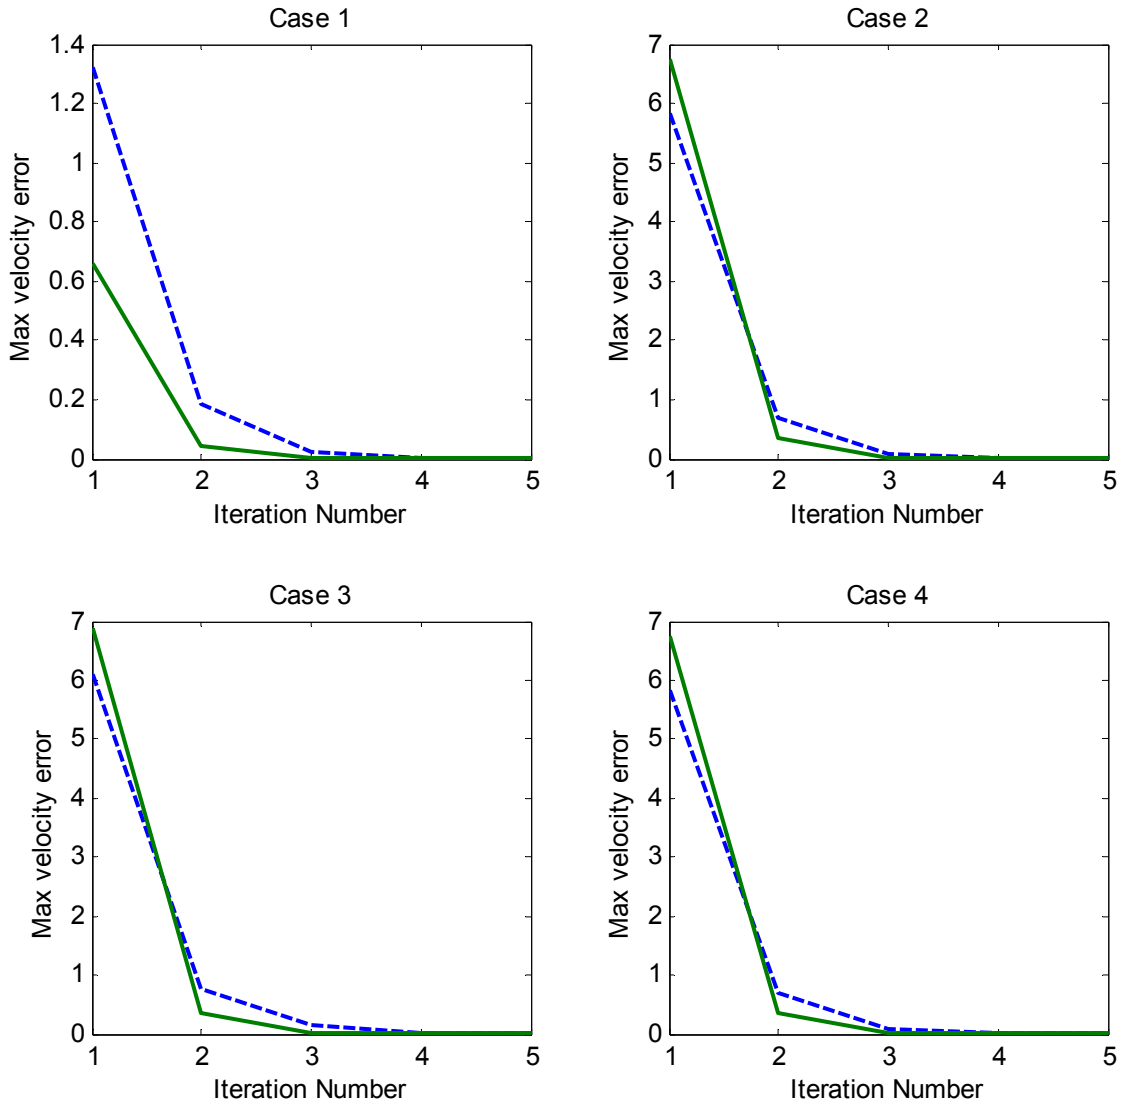 Case 1
Max velocity error
1.4
1.2
1
0.8
0.6
0.4
0.2
0
1 2 3 4 5
Iteration Number
Case 2
Max velocity error
7
6
5
4
3
2
1
0
1 2 3 4 5
Iteration Number
Case 3
Max velocity error
7
6
5
4
3
2
1
0
1 2 3 4 5
Iteration Number
Case 4
Max velocity error
7
6
5
4
3
2
1
0
1 2 3 4 5
Iteration Number